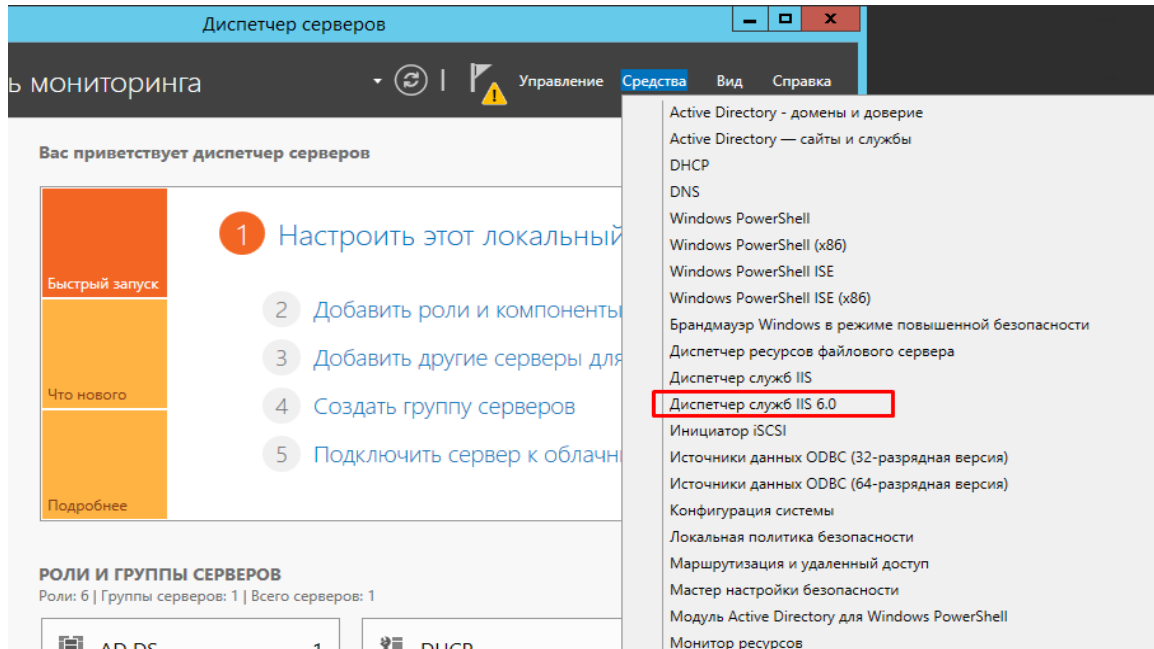 Диспетчер серверов
ь мониторинга
Управление Средства Вид Справка
Вас приветствует диспетчер серверов
Быстрый запуск
Что нового
Подробнее
1 Настроить этот локальный
2 Добавить роли и компоненты
3 Добавить другие серверы для
4 Создать группу серверов
5 Подключить сервер к облачн
РОЛИ И ГРУППЫ СЕРВЕРОВ
Роли: 6 | Группы серверов: 1 | Всего серверов: 1
AD DS 1
DHCP
Active Directory - домены и доверие
Active Directory — сайты и службы
DHCP
DNS
Windows PowerShell
Windows PowerShell (x86)
Windows PowerShell ISE
Windows PowerShell ISE (x86)
Брандмауэр Windows в режиме повышенной безопасности
Диспетчер ресурсов файлового сервера
Диспетчер служб IIS
Диспетчер служб IIS 6.0
Инициатор iSCSI
Источники данных ODBC (32-разрядная версия)
Источники данных ODBC (64-разрядная версия)
Конфигурация системы
Локальная политика безопасности
Маршрутизация и удаленный доступ
Мастер настройки безопасности
Модуль Active Directory для Windows PowerShell
Монитор ресурсов